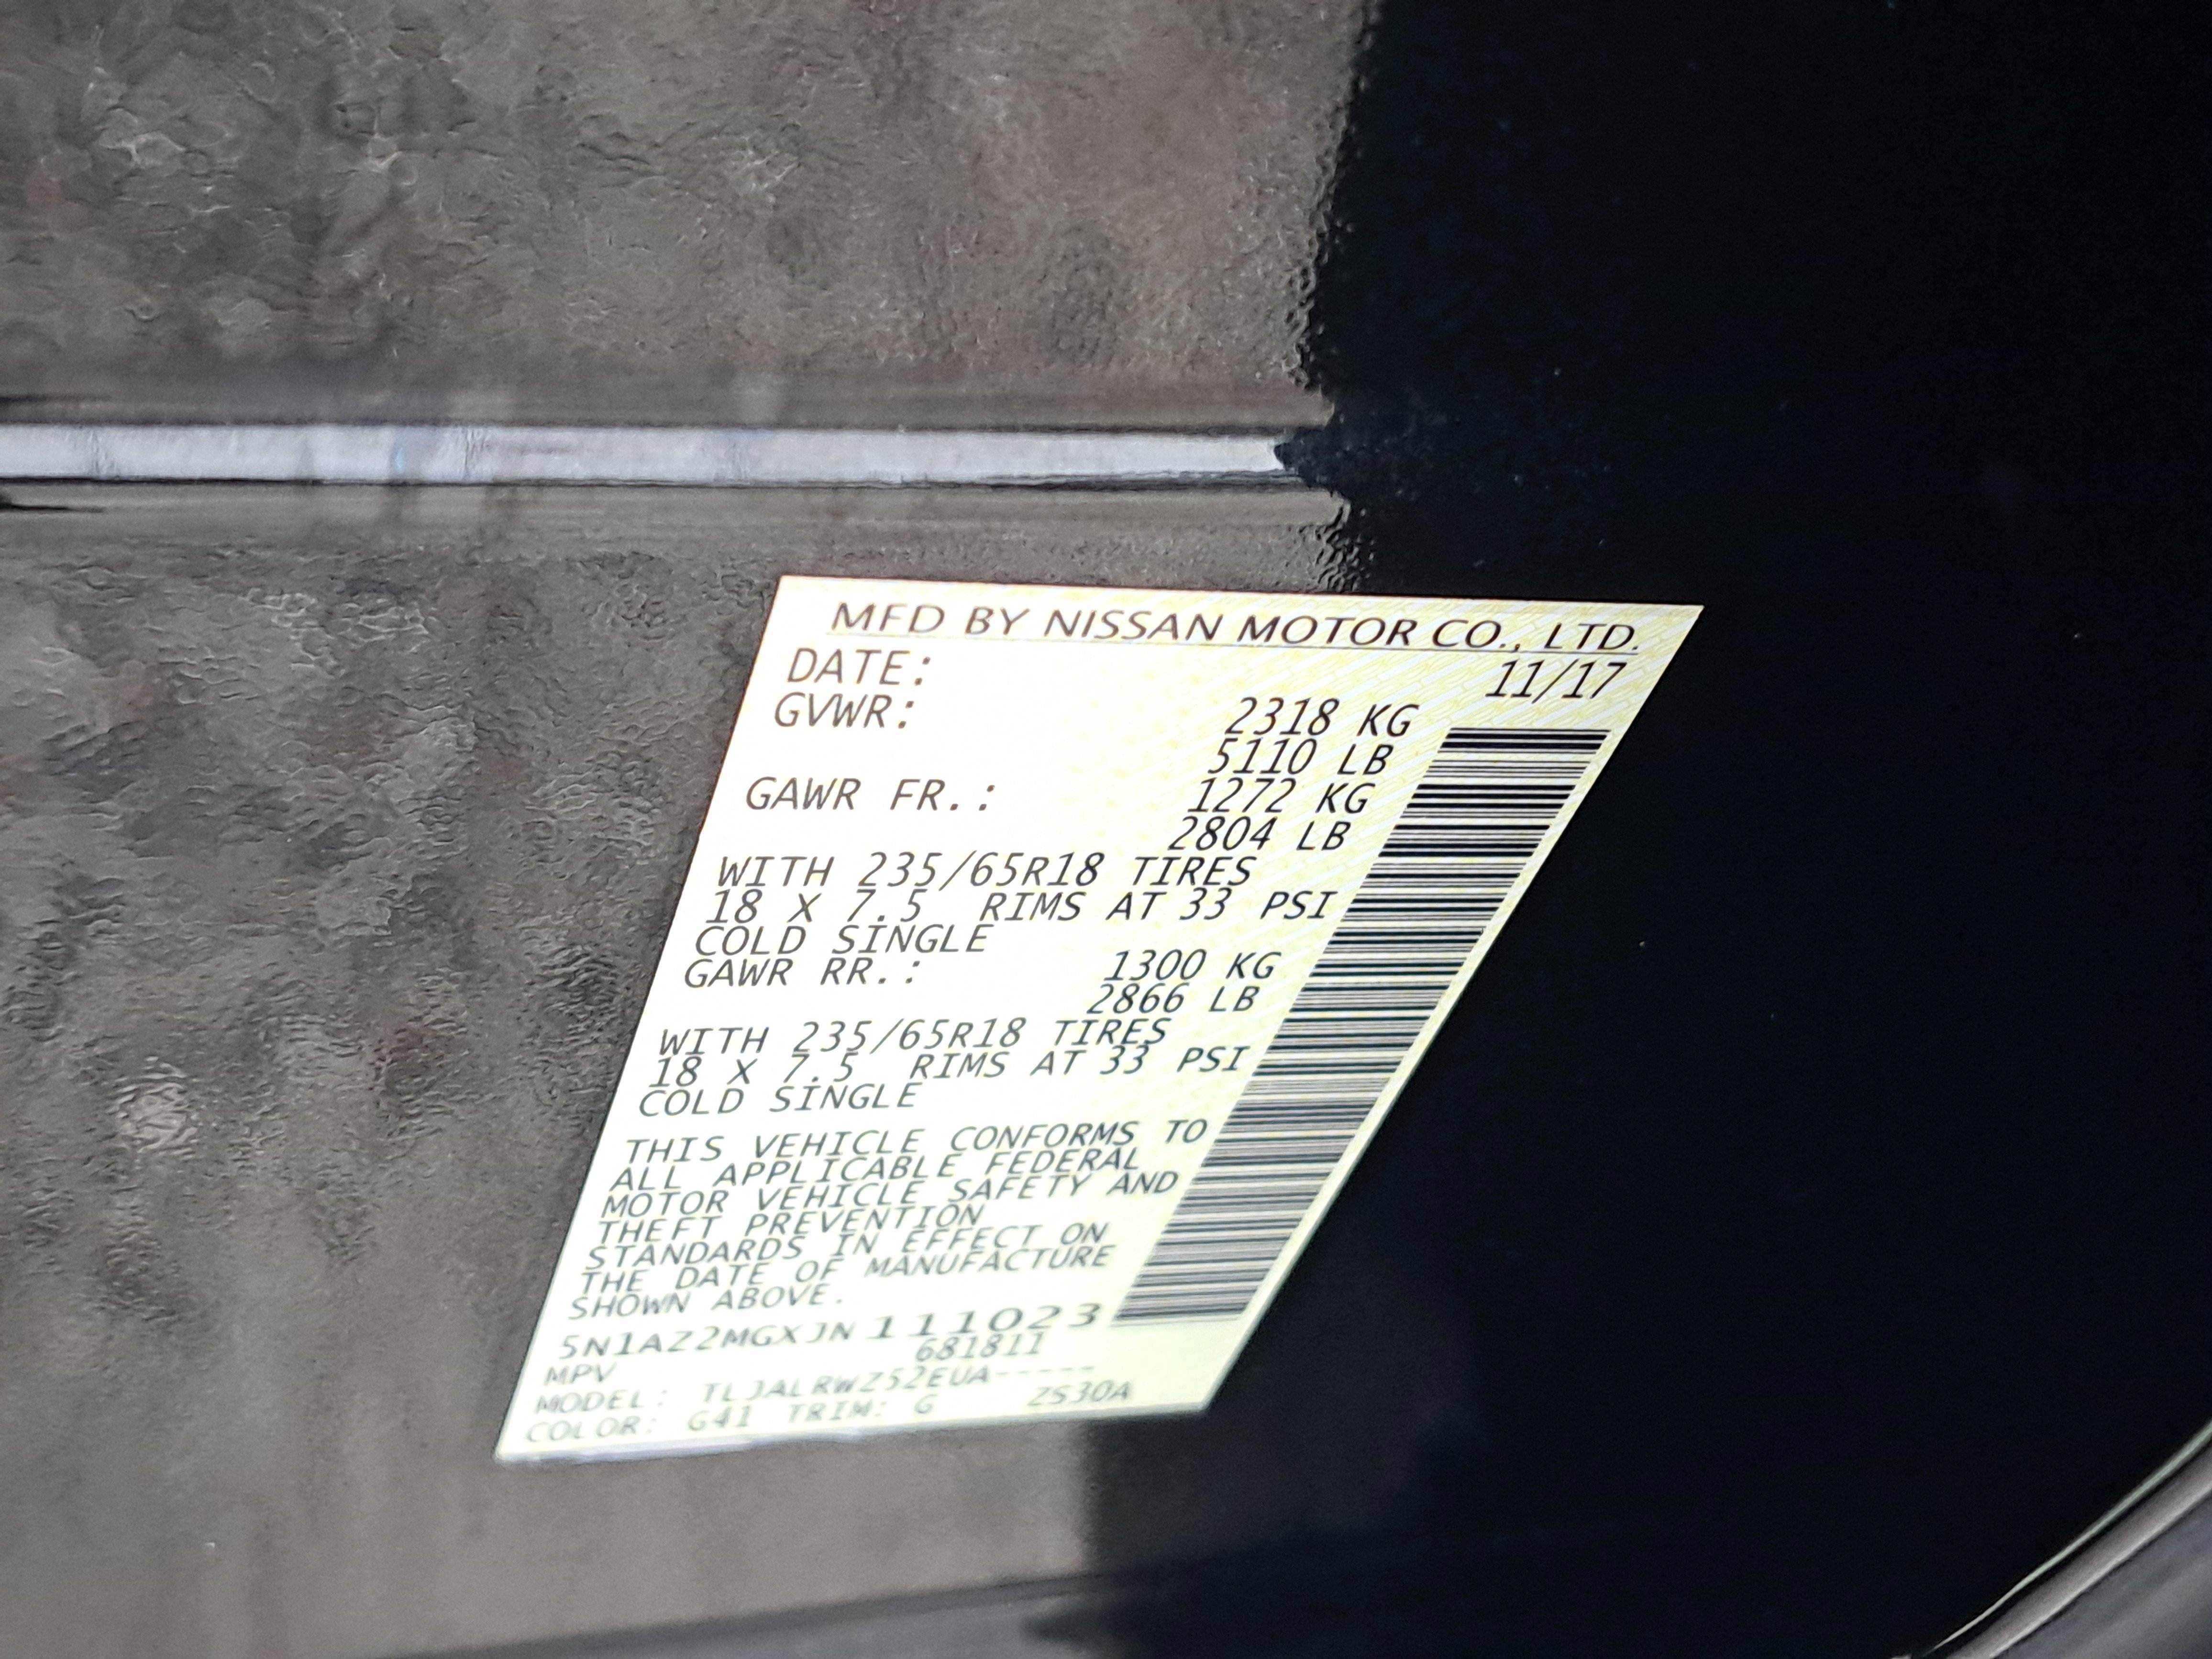 MFD BY NISSAN MOTOR CO., LTD.
DATE: 11/17
GVWR: 2318 KG
5110 LB
GAWR FR.: 1272 KG
2804 LB
WITH 235/65R18 TIRES
18 X 7.5 RIMS AT 33 PSI
COLD SINGLE
GAWR RR.: 1300 KG
2866 LB
WITH 235/65R18 TIRES
18 X 7.5 RIMS AT 33 PSI
COLD SINGLE
THIS VEHICLE CONFORMS TO
ALL APPLICABLE FEDERAL
MOTOR VEHICLE SAFETY AND
THEFT PREVENTION
STANDARDS IN EFFECT ON
THE DATE OF MANUFACTURE
SHOWN ABOVE.
5N1AZ2MGXJN111023
MPV 681811
MODEL: TLJALRWZ52EUA-----
COLOR: G41 TRIM: G ZS30A